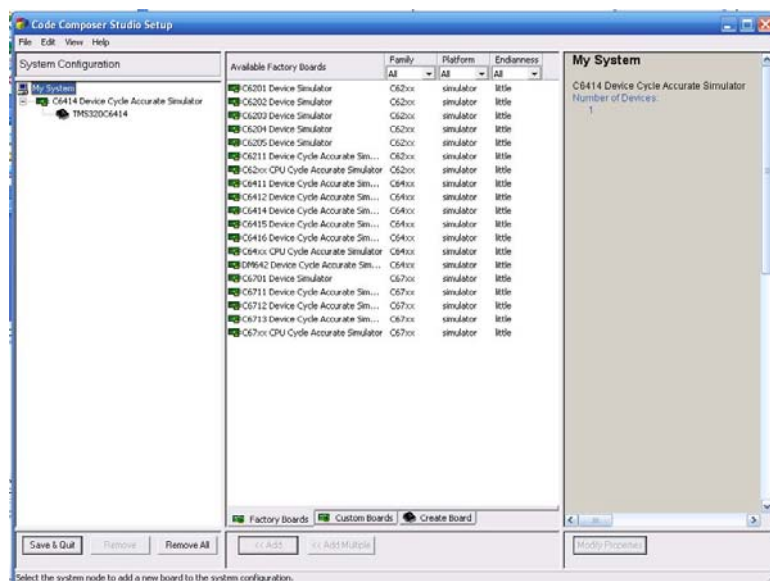 Code Composer Studio Setup
File Edit View Help
System Configuration
My System
C6414 Device Cycle Accurate Simulator
TMS320C6414
Save & Quit Remove Remove All
Available Factory Boards Family Platform Endianness
All All All
C6201 Device Simulator C62xx simulator little
C6202 Device Simulator C62xx simulator little
C6203 Device Simulator C62xx simulator little
C6204 Device Simulator C62xx simulator little
C6205 Device Simulator C62xx simulator little
C6211 Device Cycle Accurate Sim... C62xx simulator little
C62xx CPU Cycle Accurate Simulator C62xx simulator little
C6411 Device Cycle Accurate Sim... C64xx simulator little
C6412 Device Cycle Accurate Sim... C64xx simulator little
C6414 Device Cycle Accurate Sim... C64xx simulator little
C6415 Device Cycle Accurate Sim... C64xx simulator little
C6416 Device Cycle Accurate Sim... C64xx simulator little
C64xx CPU Cycle Accurate Simulator C64xx simulator little
DM642 Device Cycle Accurate Sim... C64xx simulator little
C6701 Device Simulator C67xx simulator little
C6711 Device Cycle Accurate Sim... C67xx simulator little
C6712 Device Cycle Accurate Sim... C67xx simulator little
C6713 Device Cycle Accurate Sim... C67xx simulator little
C67xx CPU Cycle Accurate Simulator C67xx simulator little
Factory Boards Custom Boards Create Board
<< Add << Add Multiple
My System
C6414 Device Cycle Accurate Simulator
Number of Devices:
1
Modify Properties
Select the system node to add a new board to the system configuration.